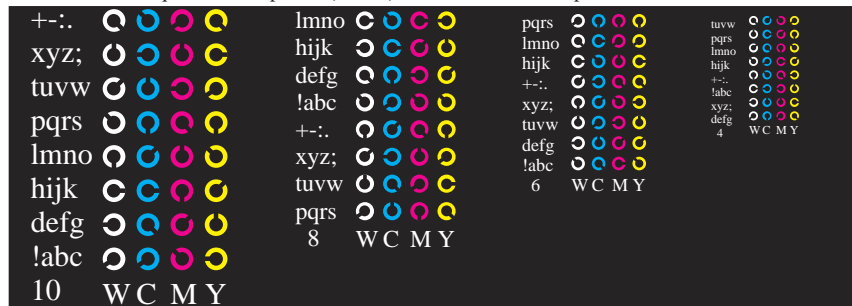 +-:.
xyz;
tuvw
pqrs
lmno
hijk
defg
!abc
10 W C M Y
lmno
hijk
defg
!abc
+-:.
xyz;
tuvw
pqrs
8 W C M Y
pqrs
lmno
hijk
+-:.
xyz;
tuvw
defg
!abc
6 W C M Y
tuvw
pqrs
lmno
hijk
+-:.
!abc
xyz;
defg
4 W C M Y